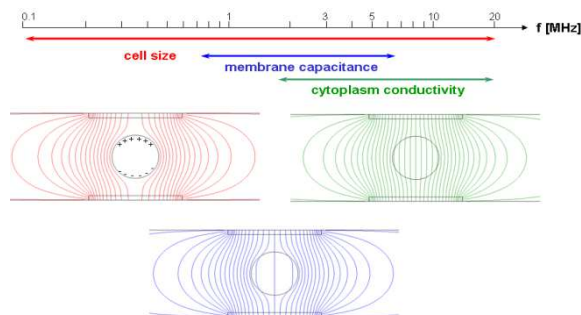 0.1 1 3 5 10 20 f [MHz]
cell size
membrane capacitance
cytoplasm conductivity
+ + + + + +
- - - - - -